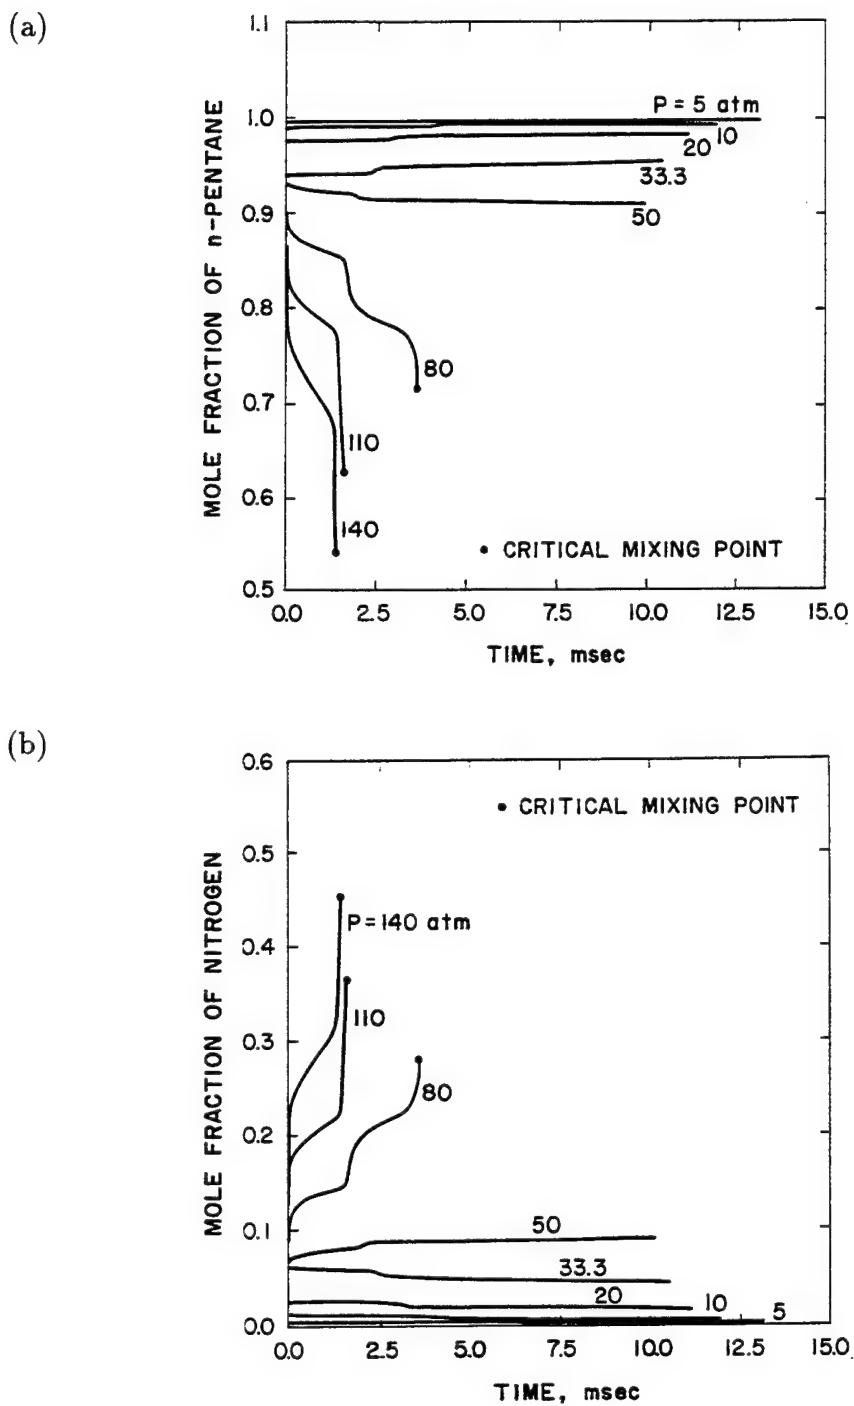 (a)
1.1
1.0
0.9
0.8
0.7
0.6
0.5
MOLE FRACTION OF n-PENTANE
P = 5 atm
10
20
33.3
50
80
110
140
• CRITICAL MIXING POINT
0.0 2.5 5.0 7.5 10.0 12.5 15.0
TIME, msec
(b)
0.6
0.5
0.4
0.3
0.2
0.1
0.0
MOLE FRACTION OF NITROGEN
• CRITICAL MIXING POINT
P=140 atm
110
80
50
33.3
20
10
5
0.0 2.5 5.0 7.5 10.0 12.5 15.0
TIME, msec